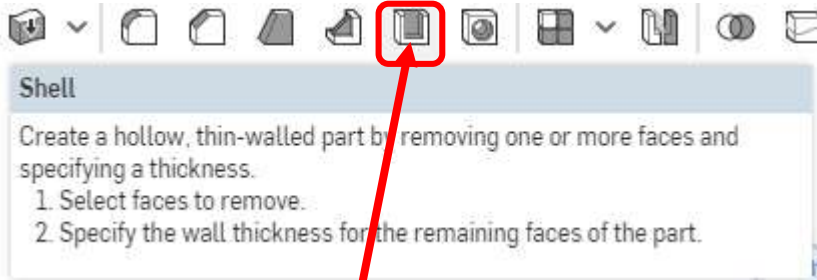 Shell
Create a hollow, thin-walled part by removing one or more faces and
specifying a thickness.
1. Select faces to remove.
2. Specify the wall thickness for the remaining faces of the part.